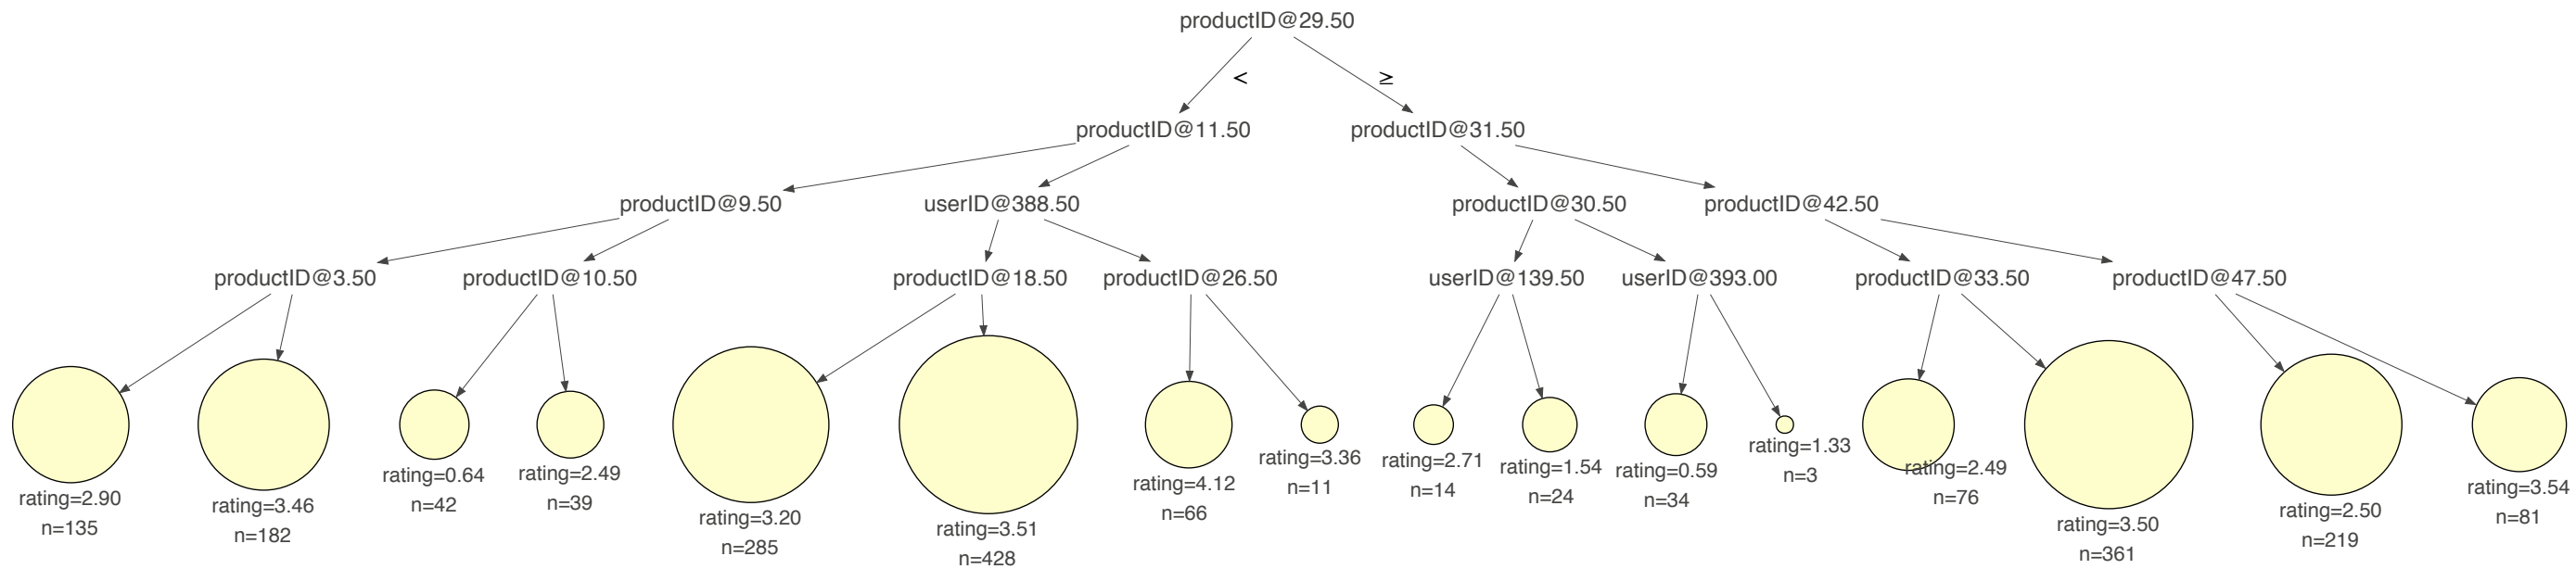 productID@29.50
<
≥
productID@11.50
productID@31.50
productID@9.50
userID@388.50
productID@30.50
productID@42.50
productID@3.50
productID@10.50
productID@18.50
productID@26.50
userID@139.50
userID@393.00
productID@33.50
productID@47.50
rating=2.90
n=135
rating=3.46
n=182
rating=0.64
n=42
rating=2.49
n=39
rating=3.20
n=285
rating=3.51
n=428
rating=4.12
n=66
rating=3.36
n=11
rating=2.71
n=14
rating=1.54
n=24
rating=0.59
n=34
rating=1.33
n=3
rating=2.49
n=76
rating=3.50
n=361
rating=2.50
n=219
rating=3.54
n=81